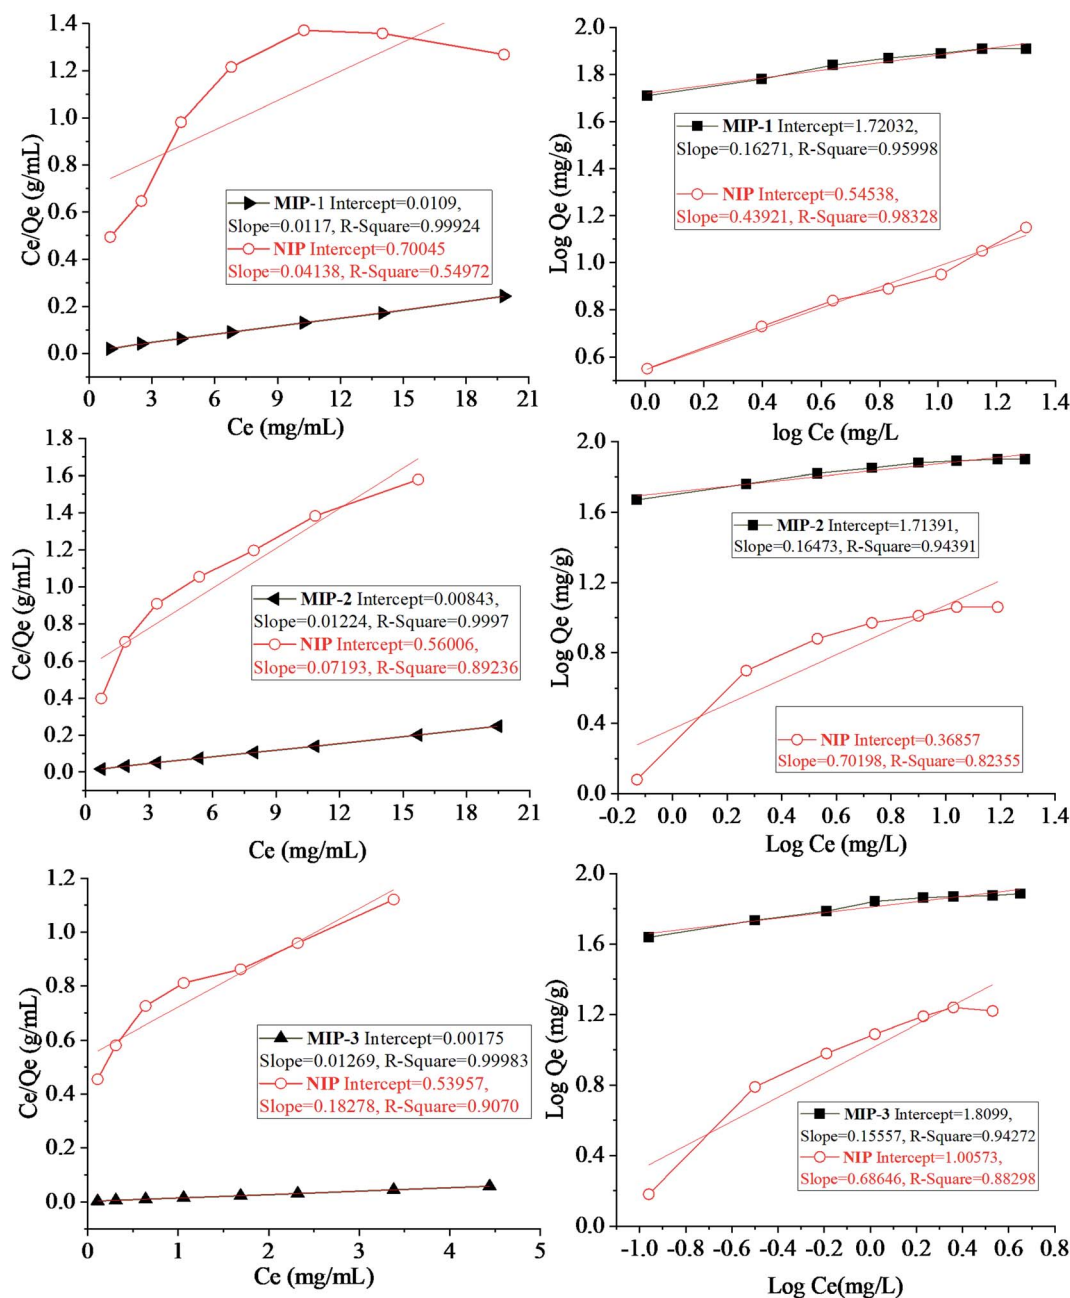 1.4
1.2
1.0
0.8
0.6
0.4
0.2
0.0
Ce/Qe (g/mL)
MIP-1 Intercept=0.0109,
Slope=0.0117, R-Square=0.99924
NIP Intercept=0.70045
Slope=0.04138, R-Square=0.54972
0 3 6 9 12 15 18 21
Ce (mg/mL)
2.0
1.8
1.6
1.4
1.2
1.0
0.8
0.6
Log Qe (mg/g)
MIP-1 Intercept=1.72032,
Slope=0.16271, R-Square=0.95998
NIP Intercept=0.54538,
Slope=0.43921, R-Square=0.98328
0.0 0.2 0.4 0.6 0.8 1.0 1.2 1.4
log Ce (mg/L
1.8
1.6
1.4
1.2
1.0
0.8
0.6
0.4
0.2
0.0
Ce/Qe (g/mL)
MIP-2 Intercept=0.00843,
Slope=0.01224, R-Square=0.9997
NIP Intercept=0.56006,
Slope=0.07193, R-Square=0.89236
0 3 6 9 12 15 18 21
Ce (mg/mL)
2.0
1.6
1.2
0.8
0.4
0.0
Log Qe (mg/g)
MIP-2 Intercept=1.71391,
Slope=0.16473, R-Square=0.94391
NIP Intercept=0.36857
Slope=0.70198, R-Square=0.82355
-0.2 0.0 0.2 0.4 0.6 0.8 1.0 1.2 1.4
Log Ce (mg/L)
1.2
1.0
0.8
0.6
0.4
0.2
0.0
Ce/Qe (g/mL)
MIP-3 Intercept=0.00175
Slope=0.01269, R-Square=0.99983
NIP Intercept=0.53957,
Slope=0.18278, R-Square=0.9070
0 1 2 3 4 5
Ce (mg/mL)
2.0
1.6
1.2
0.8
0.4
0.0
Log Qe (mg/g)
MIP-3 Intercept=1.8099,
Slope=0.15557, R-Square=0.94272
NIP Intercept=1.00573,
Slope=0.68646, R-Square=0.88298
-1.0 -0.8 -0.6 -0.4 -0.2 0.0 0.2 0.4 0.6 0.8
Log Ce(mg/L)